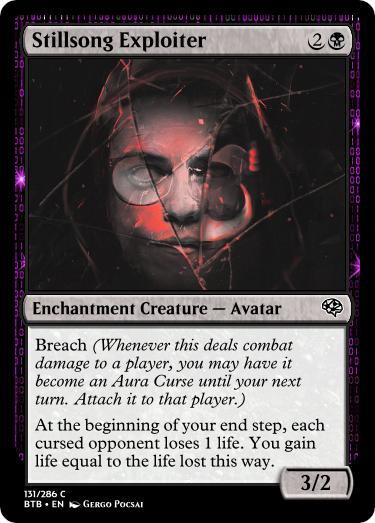 Stillsong Exploiter 2
Enchantment Creature — Avatar
Breach (Whenever this deals combat
damage to a player, you may have it
become an Aura Curse until your next
turn. Attach it to that player.)
At the beginning of your end step, each
cursed opponent loses 1 life. You gain
life equal to the life lost this way.
3/2
131/286 C
BTB • EN Gergo Pocsai